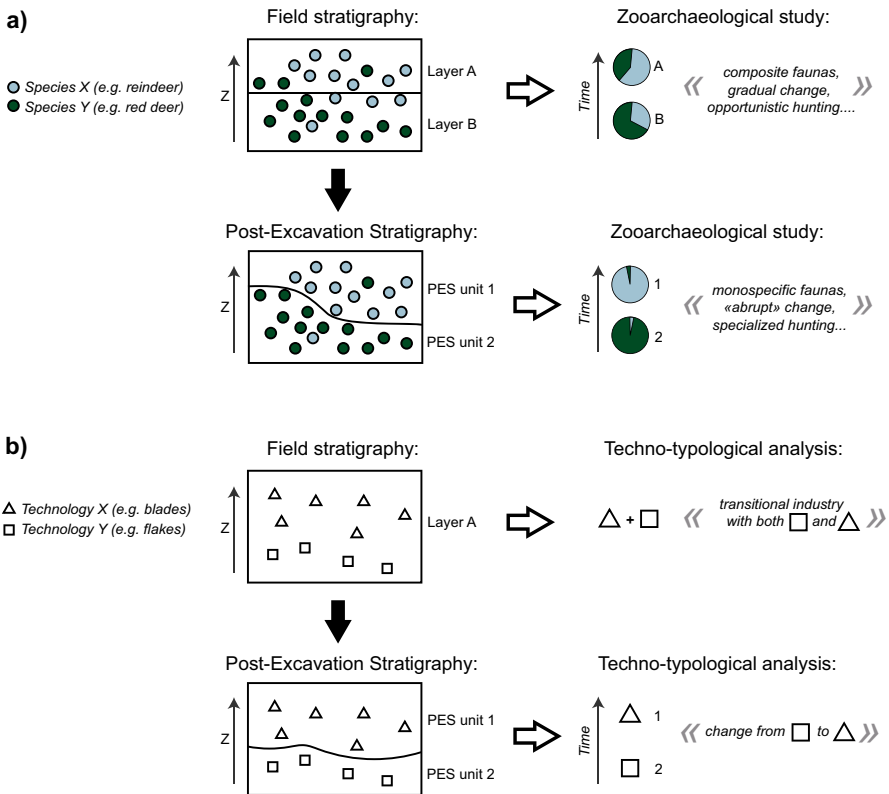 a)
Field stratigraphy:
Zooarchaeological study:
Species X (e.g. reindeer)
Species Y (e.g. red deer)
Z
Layer A
Layer B
Time
A
B
« composite faunas, »
gradual change,
opportunistic hunting....
Post-Excavation Stratigraphy:
Zooarchaeological study:
Z
PES unit 1
PES unit 2
Time
1
2
« monospecific faunas, »
«abrupt» change,
specialized hunting...
b)
Field stratigraphy:
Techno-typological analysis:
Technology X (e.g. blades)
Technology Y (e.g. flakes)
Z
Layer A
+
« transitional industry »
with both and
Post-Excavation Stratigraphy:
Techno-typological analysis:
Z
PES unit 1
PES unit 2
Time
1
2
« change from to »